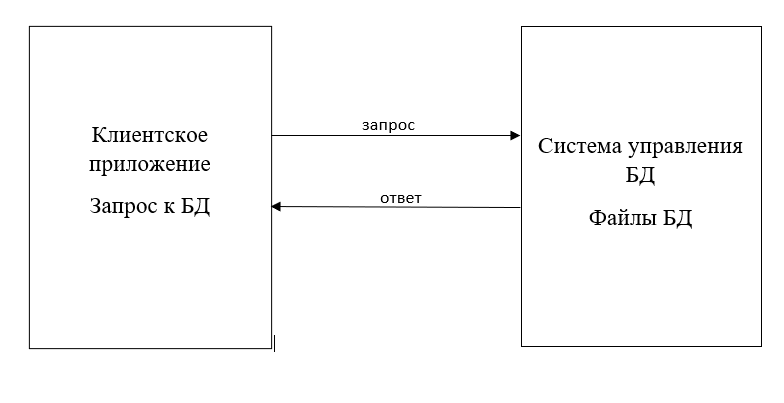 Клиентское
приложение
Запрос к БД
запрос
ответ
Система управления
БД
Файлы БД